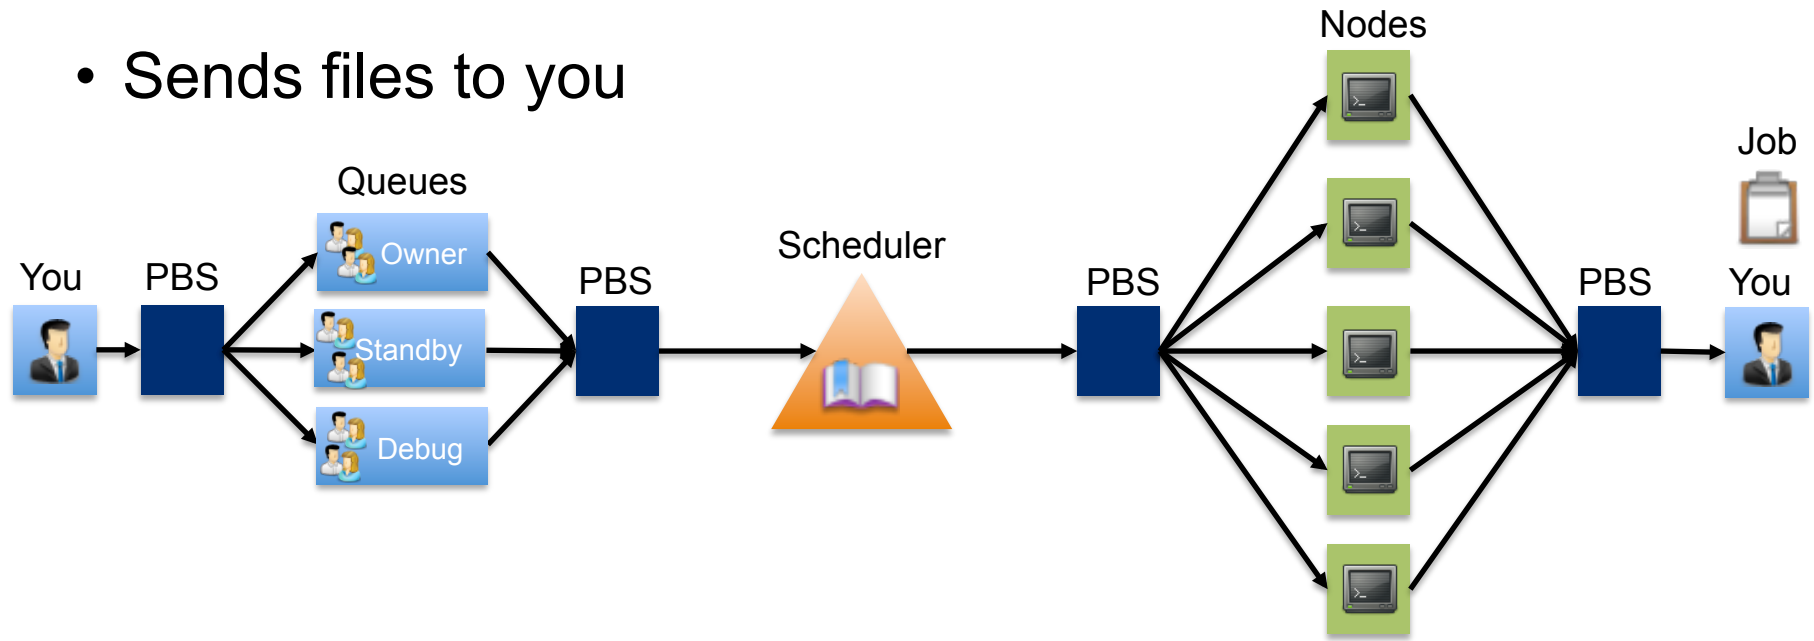 • Sends files to you
Nodes
Job
Queues
Owner
Scheduler
You
PBS
PBS
PBS
PBS
You
Standby
Debug
>_
>_
>_
>_
>_